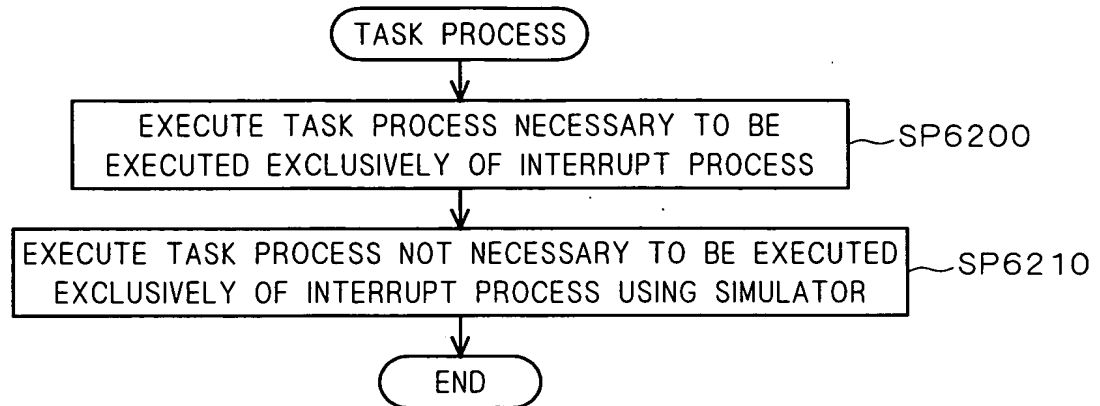 TASK PROCESS
EXECUTE TASK PROCESS NECESSARY TO BE
EXECUTED EXCLUSIVELY OF INTERRUPT PROCESS
SP6200
EXECUTE TASK PROCESS NOT NECESSARY TO BE EXECUTED
EXCLUSIVELY OF INTERRUPT PROCESS USING SIMULATOR
SP6210
END